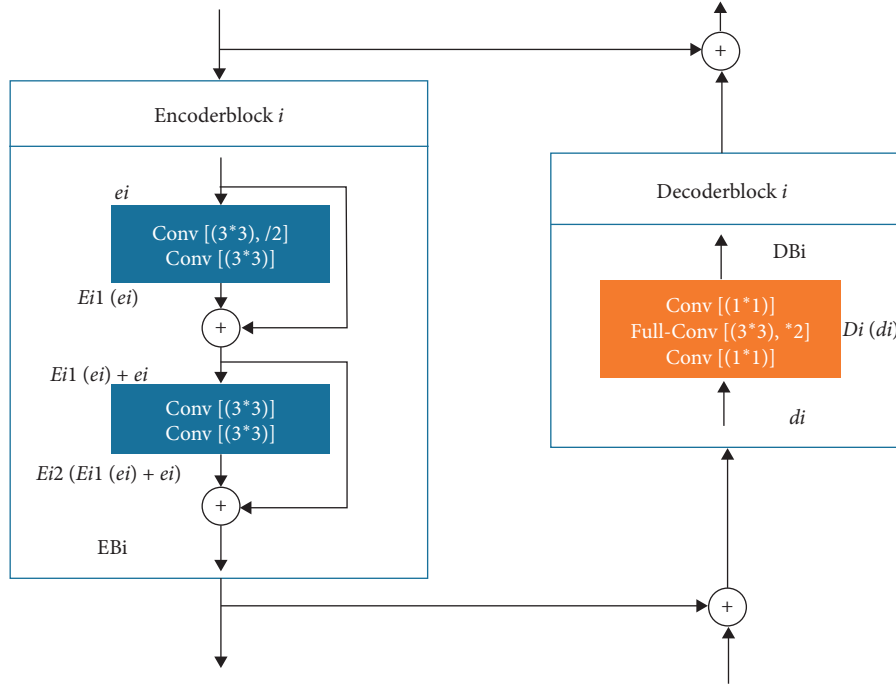 +
Encoderblock i
ei
Conv [(3*3), /2]
Conv [(3*3)]
Ei1 (ei)
+
Ei1 (ei) + ei
Conv [(3*3)]
Conv [(3*3)]
Ei2 (Ei1 (ei) + ei)
+
EBi
Decoderblock i
DBi
Conv [(1*1)]
Full-Conv [(3*3), *2]
Conv [(1*1)]
Di (di)
di
+